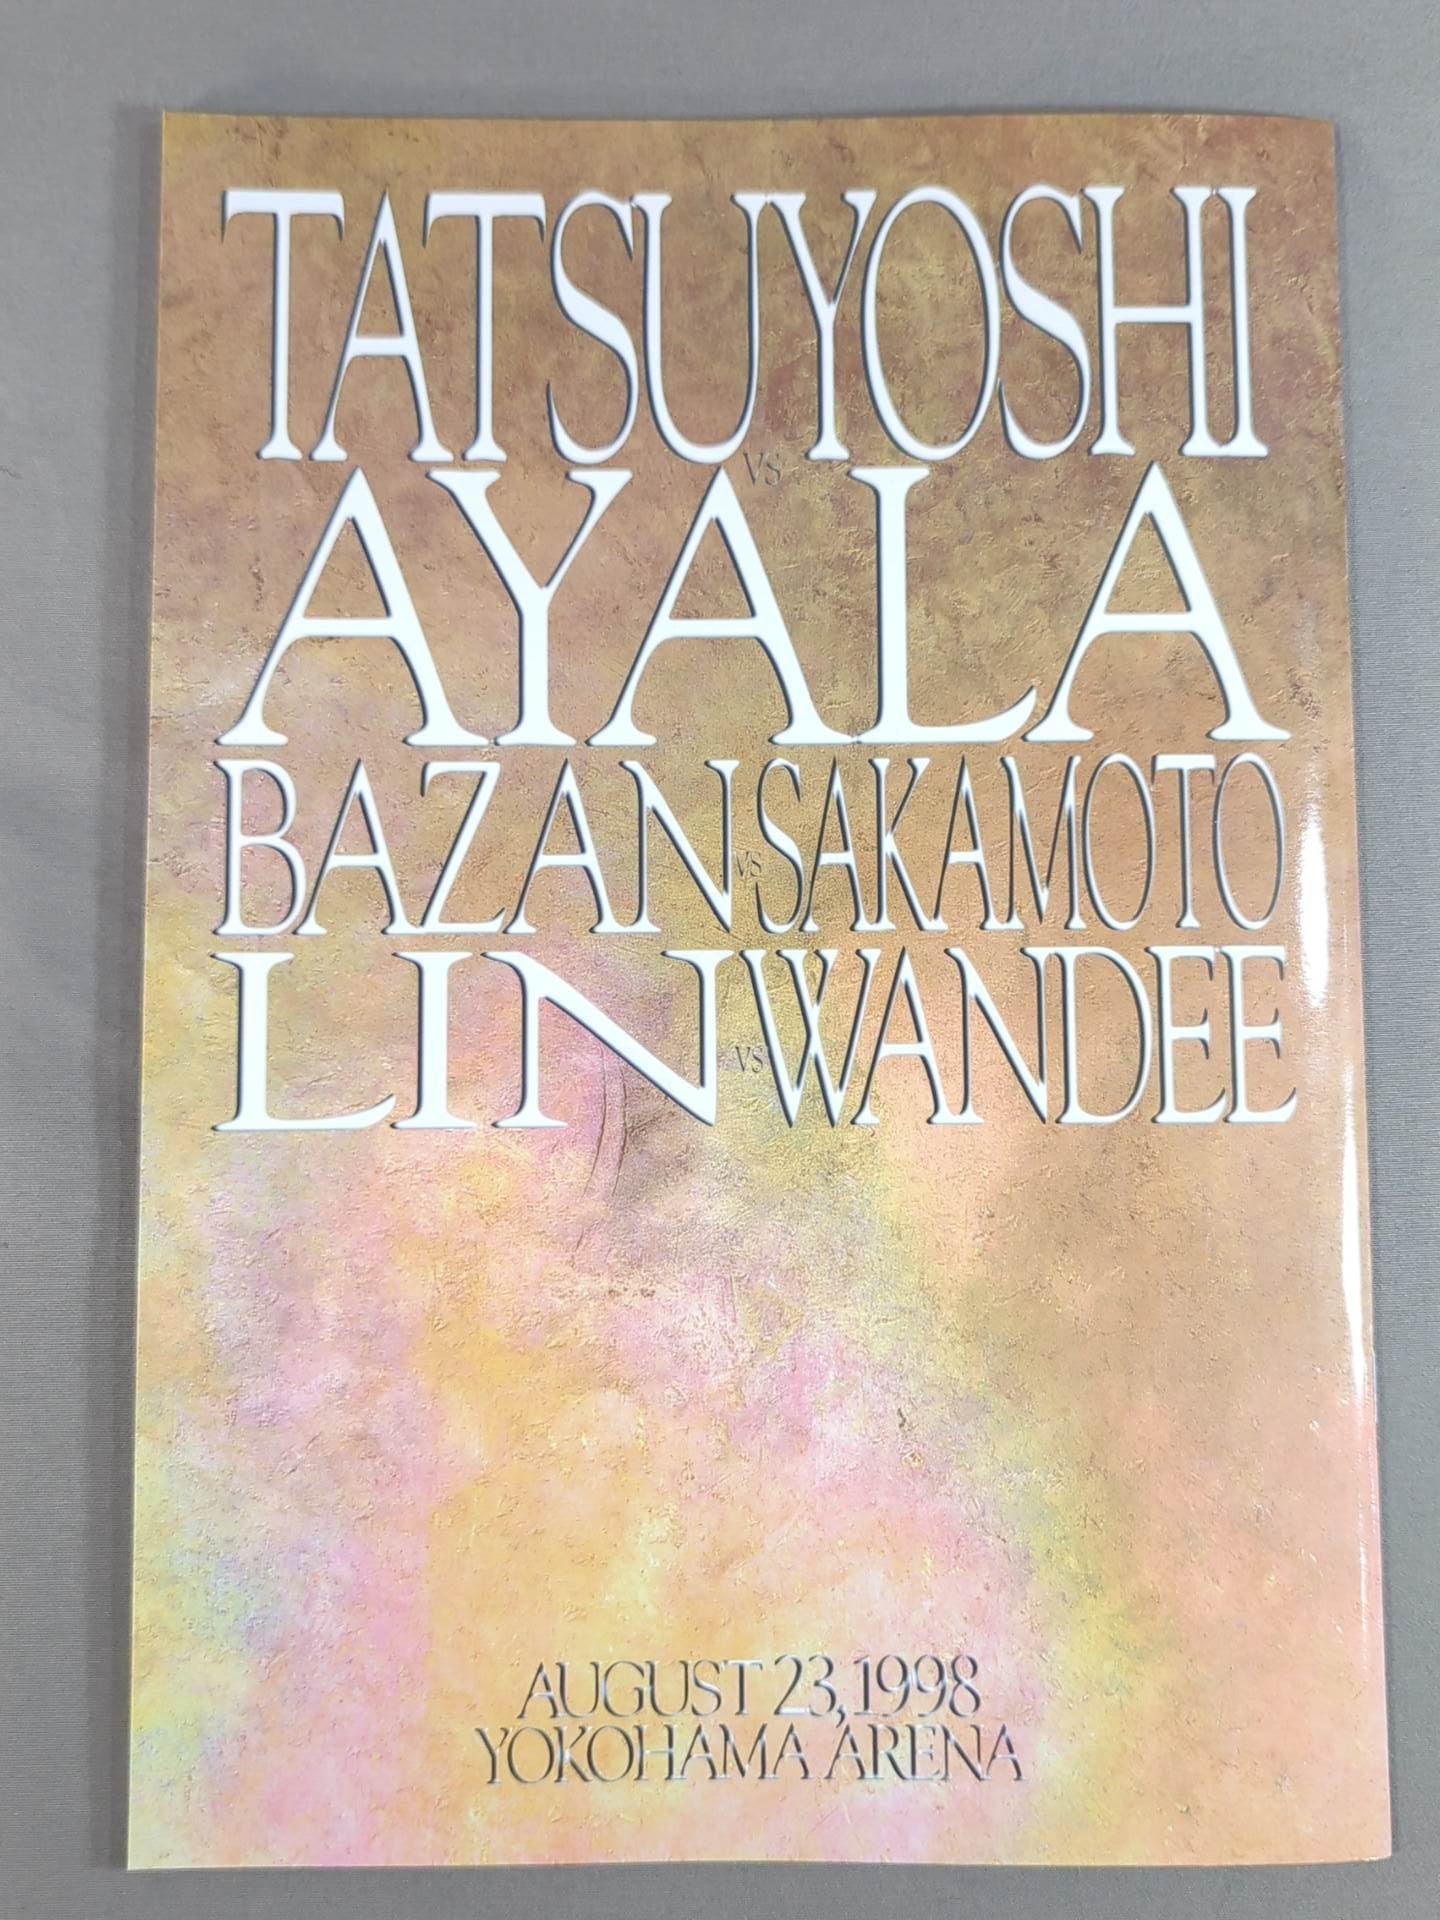 TATSUYOSHI
VS
AYALA
BAZAN VS SAKAMOTO
LIN VS WANDEE
AUGUST 23, 1998
YOKOHAMA ARENA